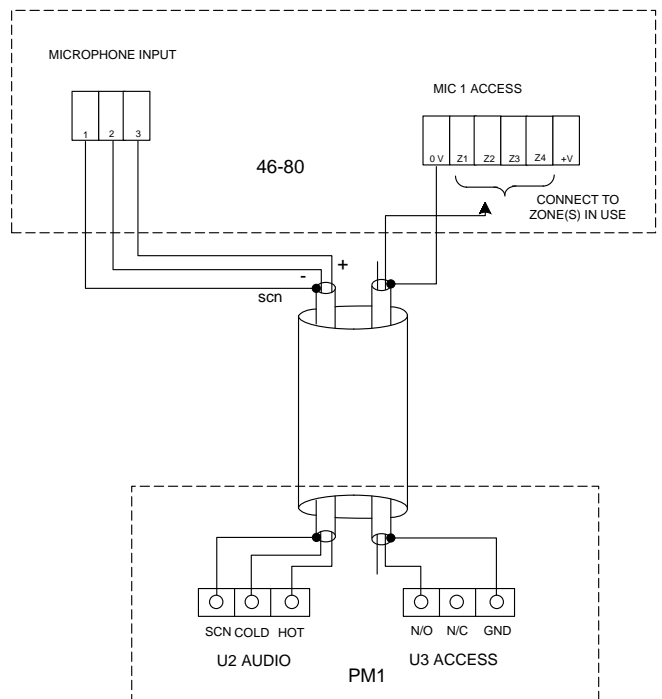 MICROPHONE INPUT
MIC 1 ACCESS
1 2 3
0 V Z1 Z2 Z3 Z4 +V
46-80
CONNECT TO
ZONE(S) IN USE
- +
scn
SCN COLD HOT
N/O N/C GND
U2 AUDIO
U3 ACCESS
PM1